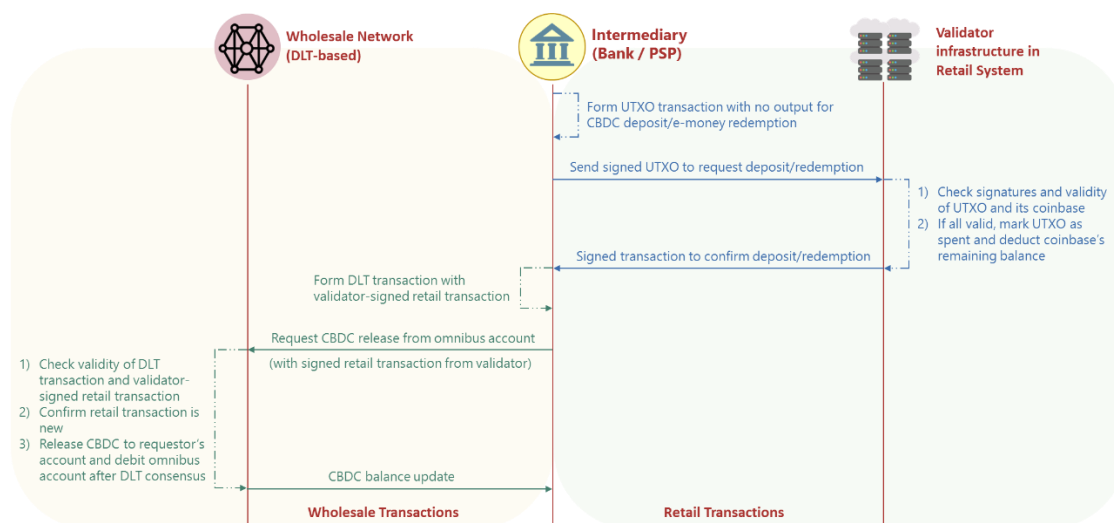 Wholesale Network
(DLT-based)
Intermediary
(Bank / PSP)
Validator
infrastructure in
Retail System
Form UTXO transaction with no output for
CBDC deposit/e-money redemption
Send signed UTXO to request deposit/redemption
1) Check signatures and validity
of UTXO and its coinbase
2) If all valid, mark UTXO as
spent and deduct coinbase's
remaining balance
Signed transaction to confirm deposit/redemption
Form DLT transaction with
validator-signed retail transaction
Request CBDC release from omnibus account
(with signed retail transaction from validator)
1) Check validity of DLT
transaction and validator-
signed retail transaction
2) Confirm retail transaction is
new
3) Release CBDC to requestor's
account and debit omnibus
account after DLT consensus
CBDC balance update
Wholesale Transactions
Retail Transactions